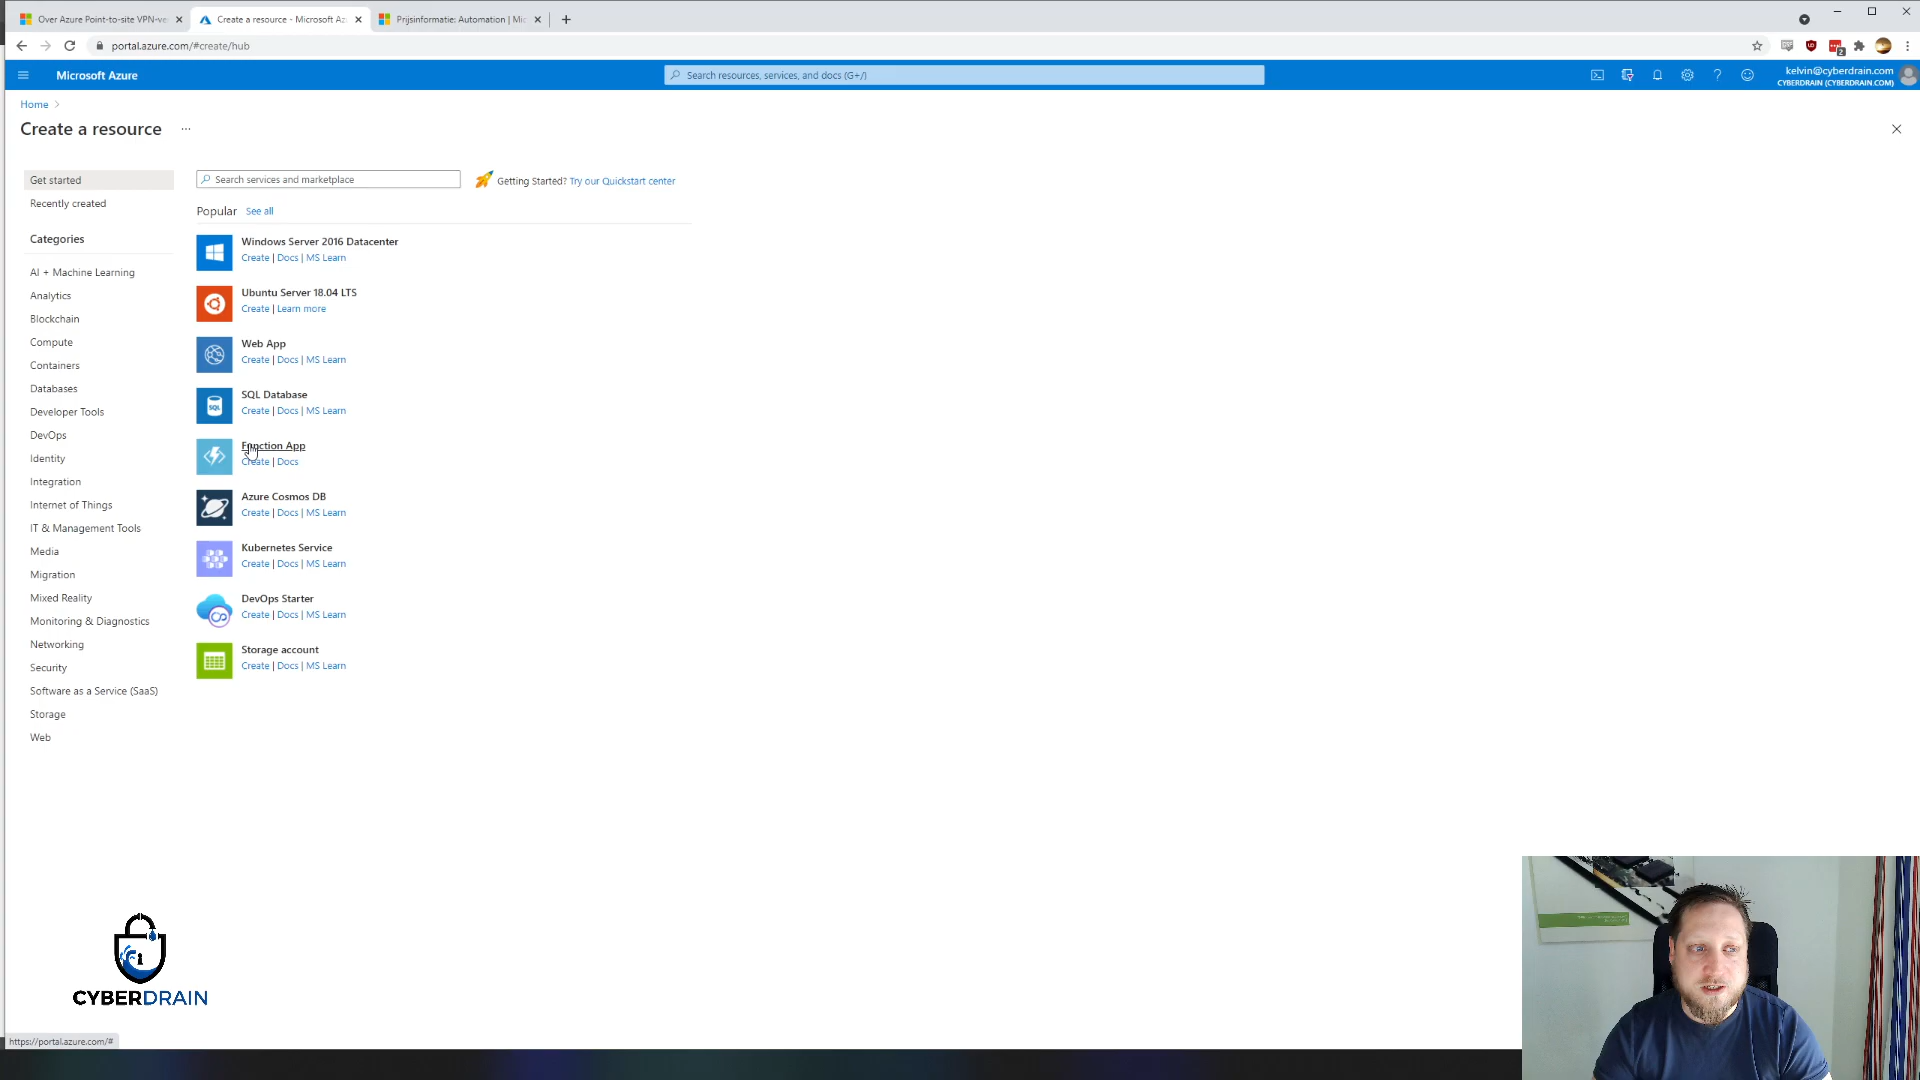 Over Azure Point-to-site VPN-ve
Create a resource - Microsoft Az
Prijsinformatie: Automation | Mic
portal.azure.com/#create/hub
2
Microsoft Azure
Search resources, services, and docs (G+/)
kelvin@cyberdrain.com
CYBERDRAIN (CYBERDRAIN.COM)
Home
Create a resource
Get started
Recently created
Categories
AI + Machine Learning
Analytics
Blockchain
Compute
Containers
Databases
Developer Tools
DevOps
Identity
Integration
Internet of Things
IT & Management Tools
Media
Migration
Mixed Reality
Monitoring & Diagnostics
Networking
Security
Software as a Service (SaaS)
Storage
Web
Search services and marketplace
Getting Started? Try our Quickstart center
Popular See all
Windows Server 2016 Datacenter
Create | Docs | MS Learn
Ubuntu Server 18.04 LTS
Create | Learn more
Web App
Create | Docs | MS Learn
SQL Database
Create | Docs | MS Learn
SQL
Function App
Create | Docs
Azure Cosmos DB
Create | Docs | MS Learn
Kubernetes Service
Create | Docs | MS Learn
DevOps Starter
Create | Docs | MS Learn
Storage account
Create | Docs | MS Learn
CYBERDRAIN
https://portal.azure.com/#